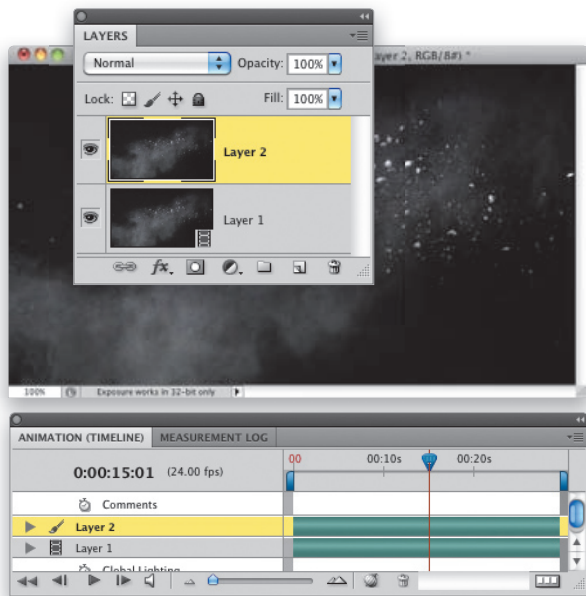 LAYERS
Normal Opacity: 100%
Lock: Fill: 100%
Layer 2
Layer 1
fx.
ayer 2, RGB/8#) *
100% Exposure works in 32-bit only
ANIMATION (TIMELINE) MEASUREMENT LOG
0:00:15:01 (24.00 fps) 00 00:10s 00:20s
Comments
Layer 2
Layer 1
Global Lighting